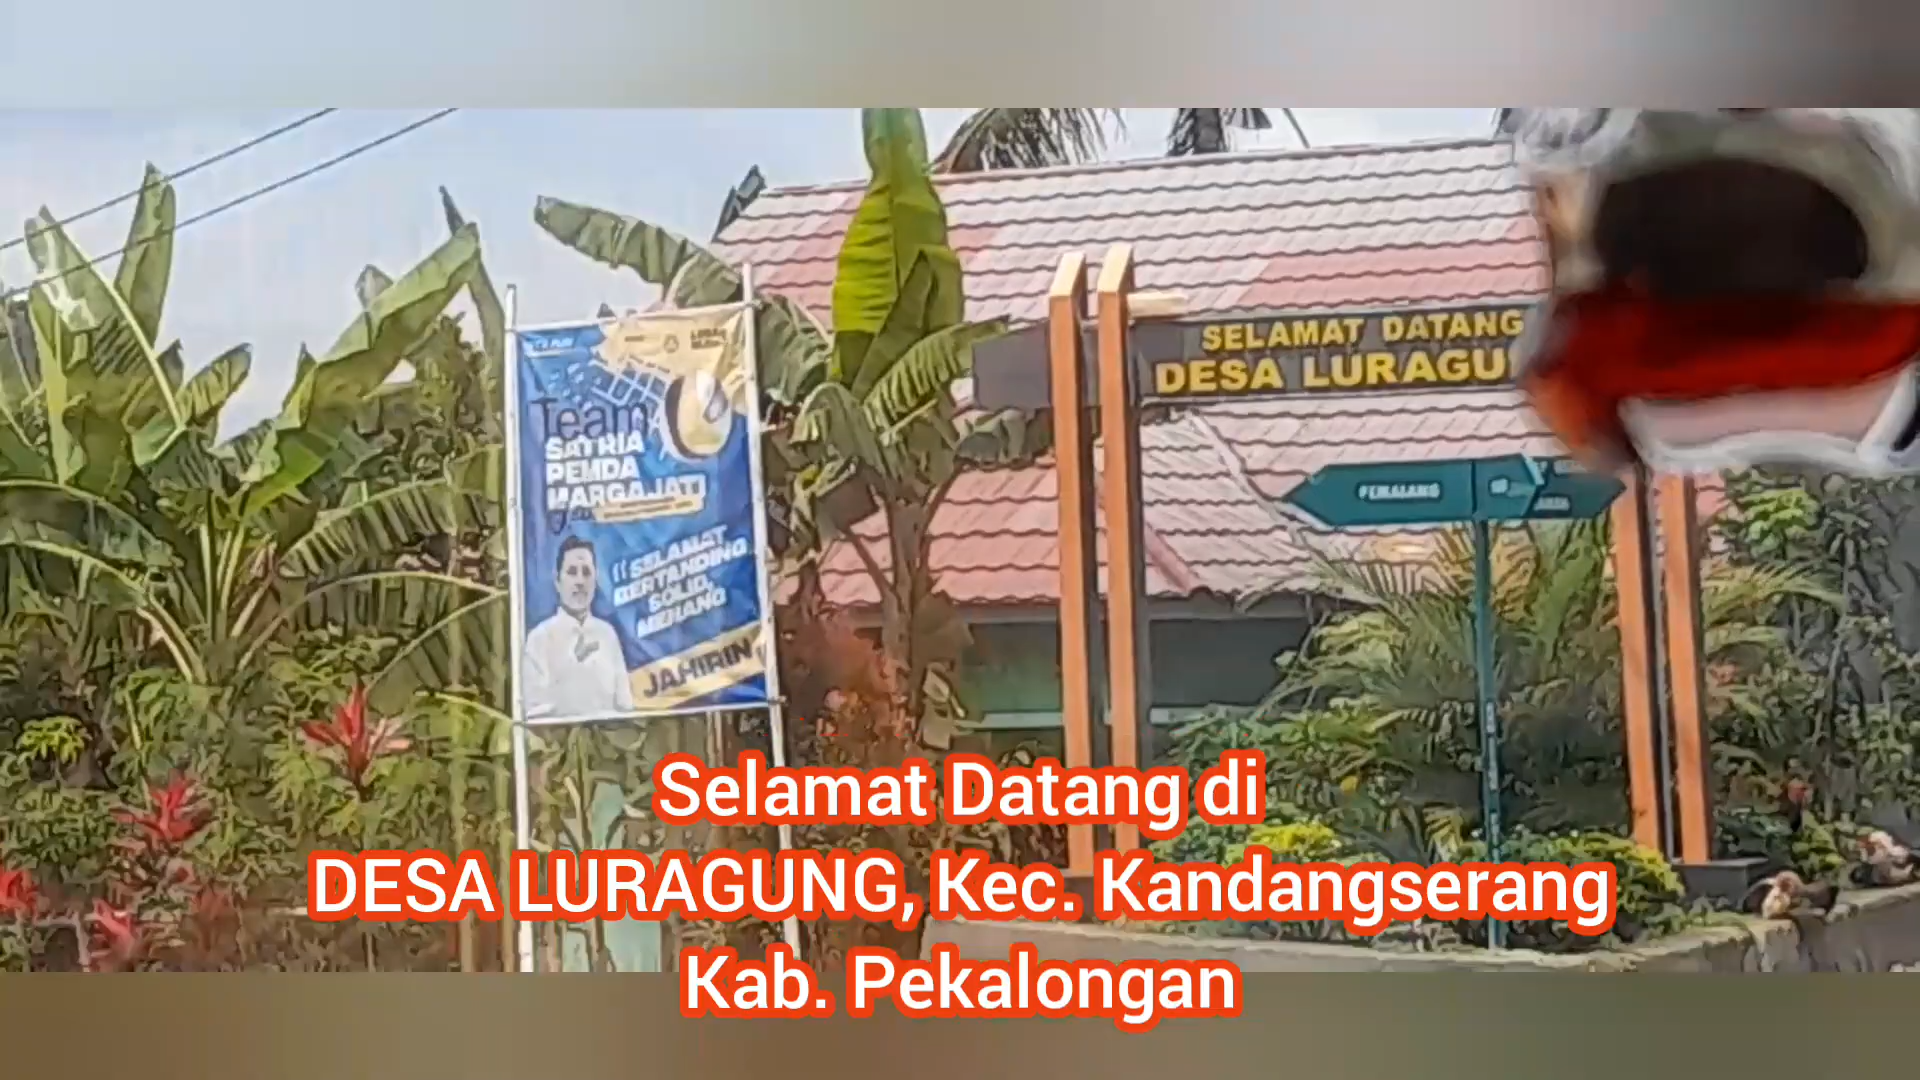 SELAMAT DATANG
DESA LURAGU
Team
SATRIA
PEMDA
MARGAJATI
SELAMAT
BERTANDING
SOLID,
MENANG
JAHIRIN
PEMALANG
Selamat Datang di
DESA LURAGUNG, Kec. Kandangserang
Kab. Pekalongan